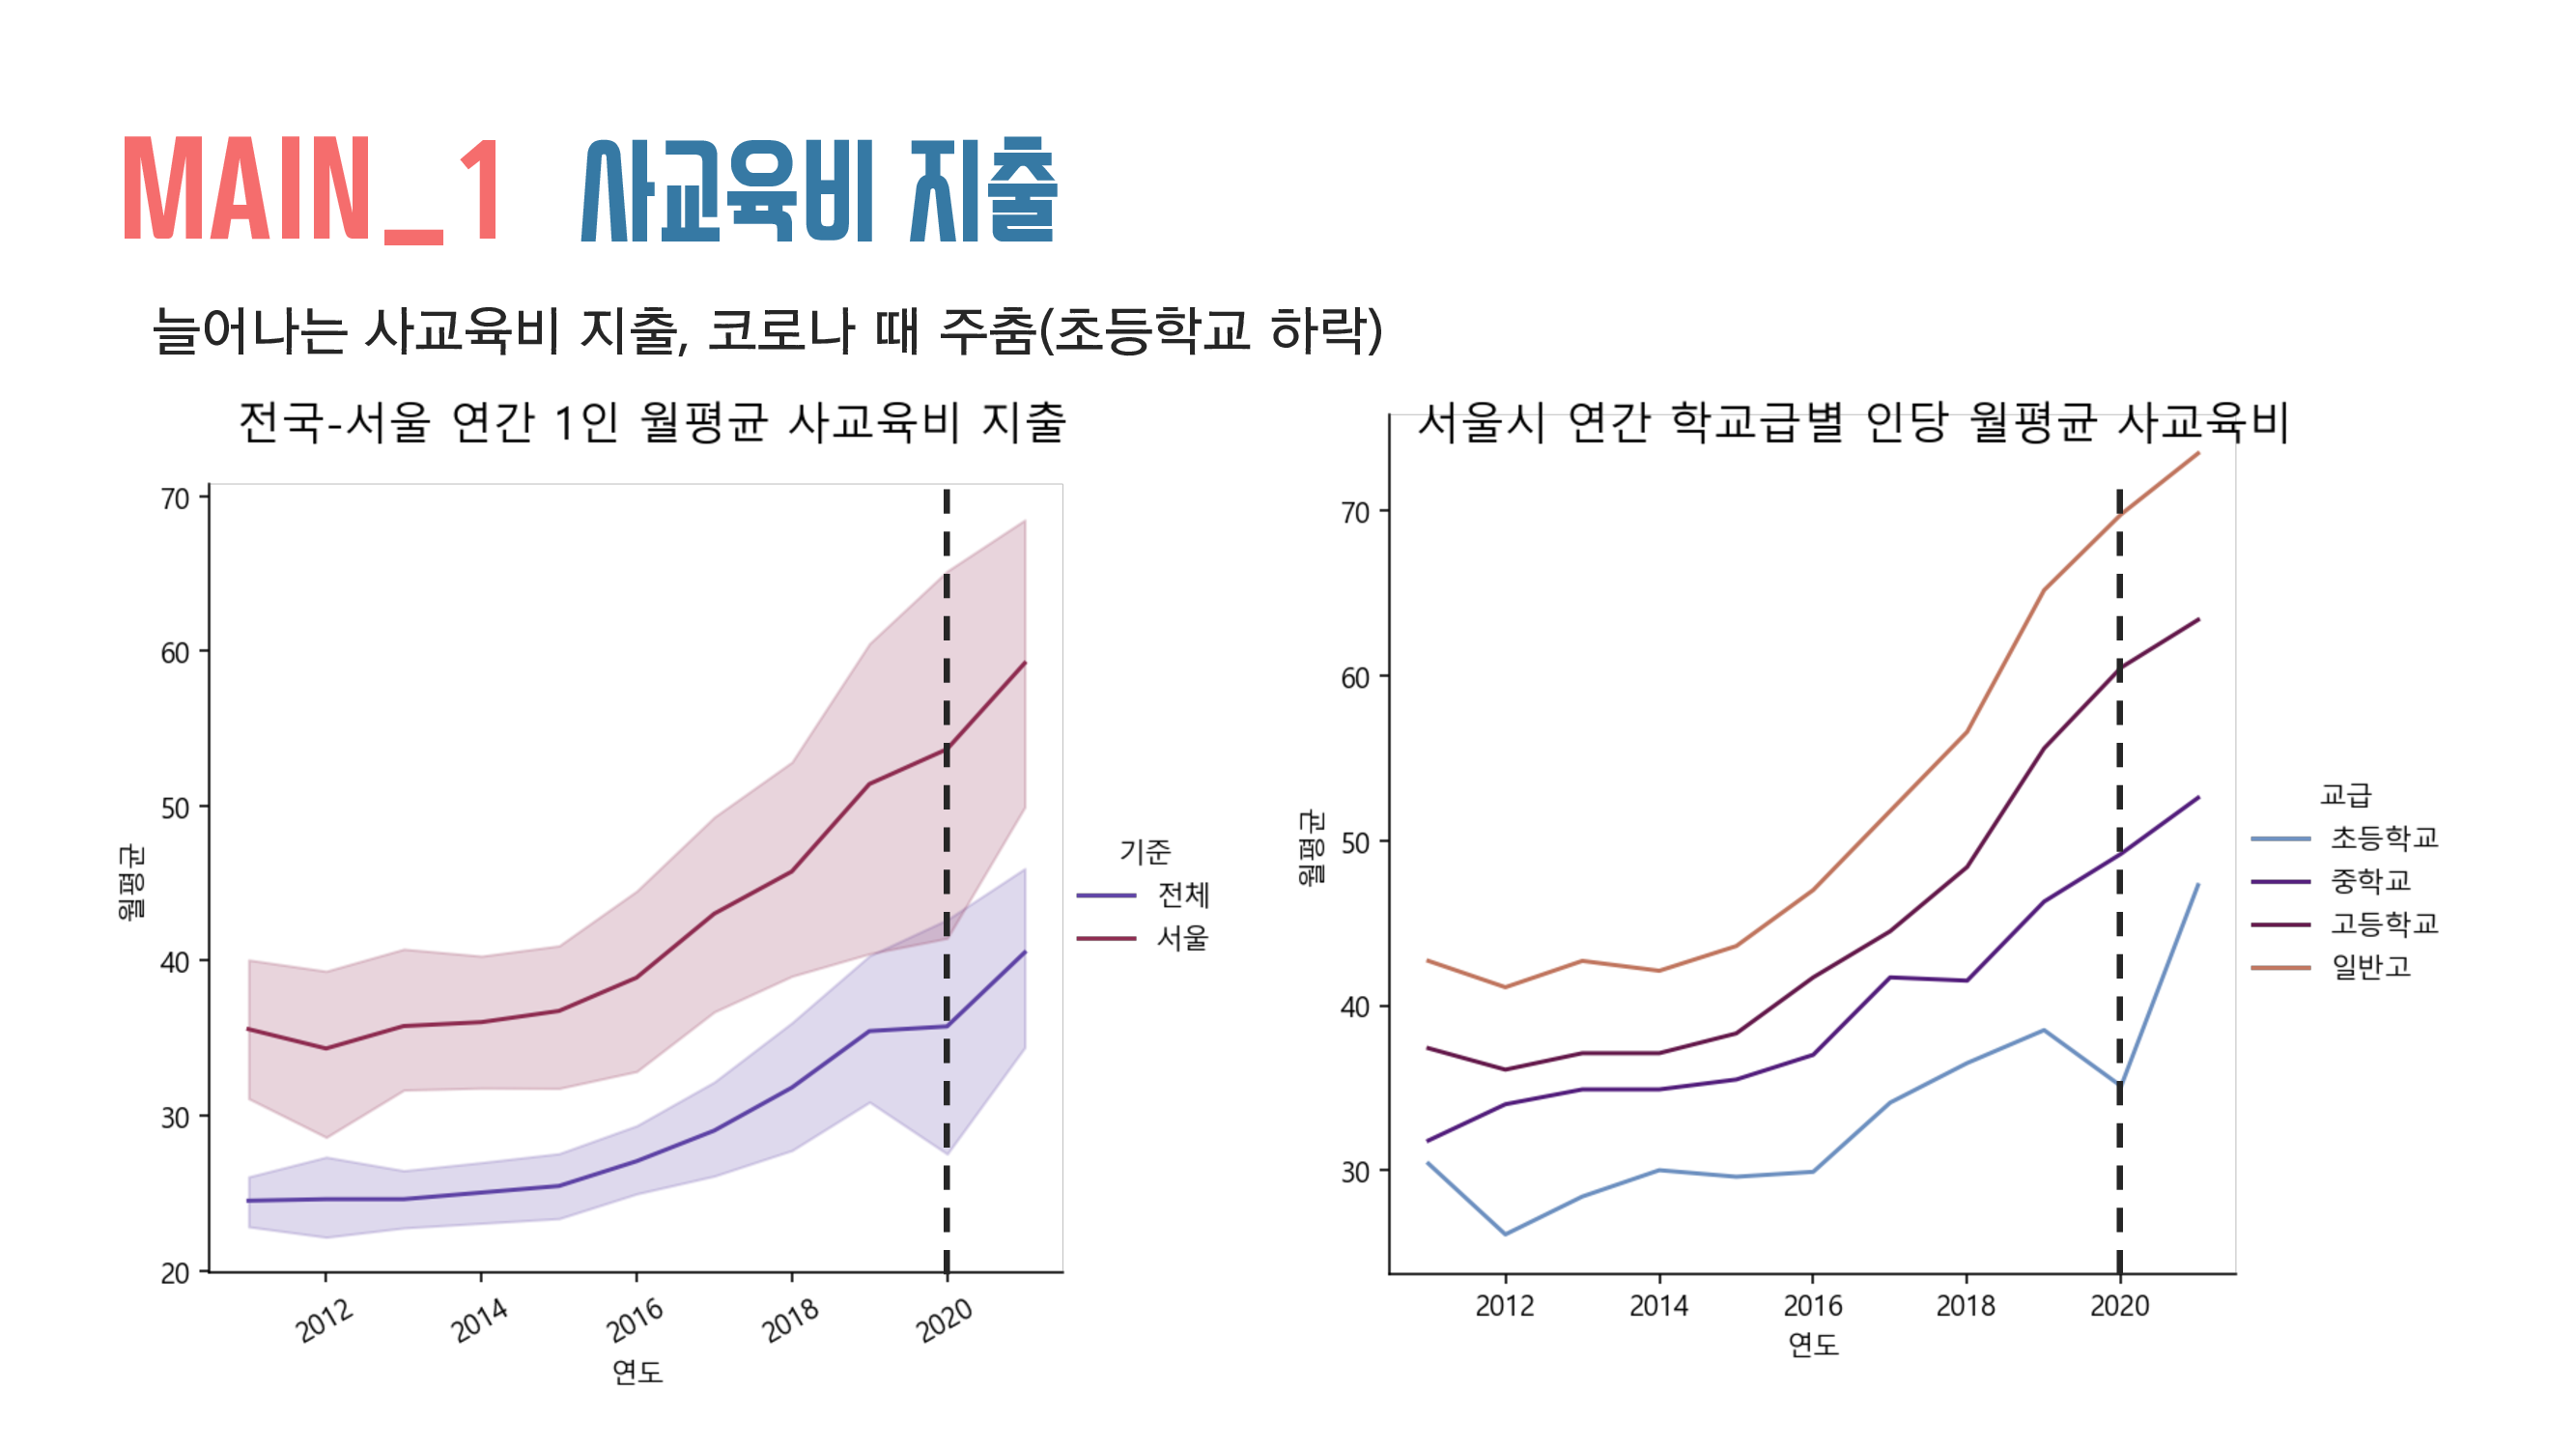 MAIN_1 사교육비 지출
늘어나는 사교육비 지출, 코로나 때 주춤(초등학교 하락)
전국-서울 연간 1인 월평균 사교육비 지출
70
60
50
40
30
20
월평균
2012
2014
2016
2018
2020
연도
기준
전체
서울
서울시 연간 학교급별 인당 월평균 사교육비
70
60
50
40
30
월평균
2012
2014
2016
2018
2020
연도
교급
초등학교
중학교
고등학교
일반고